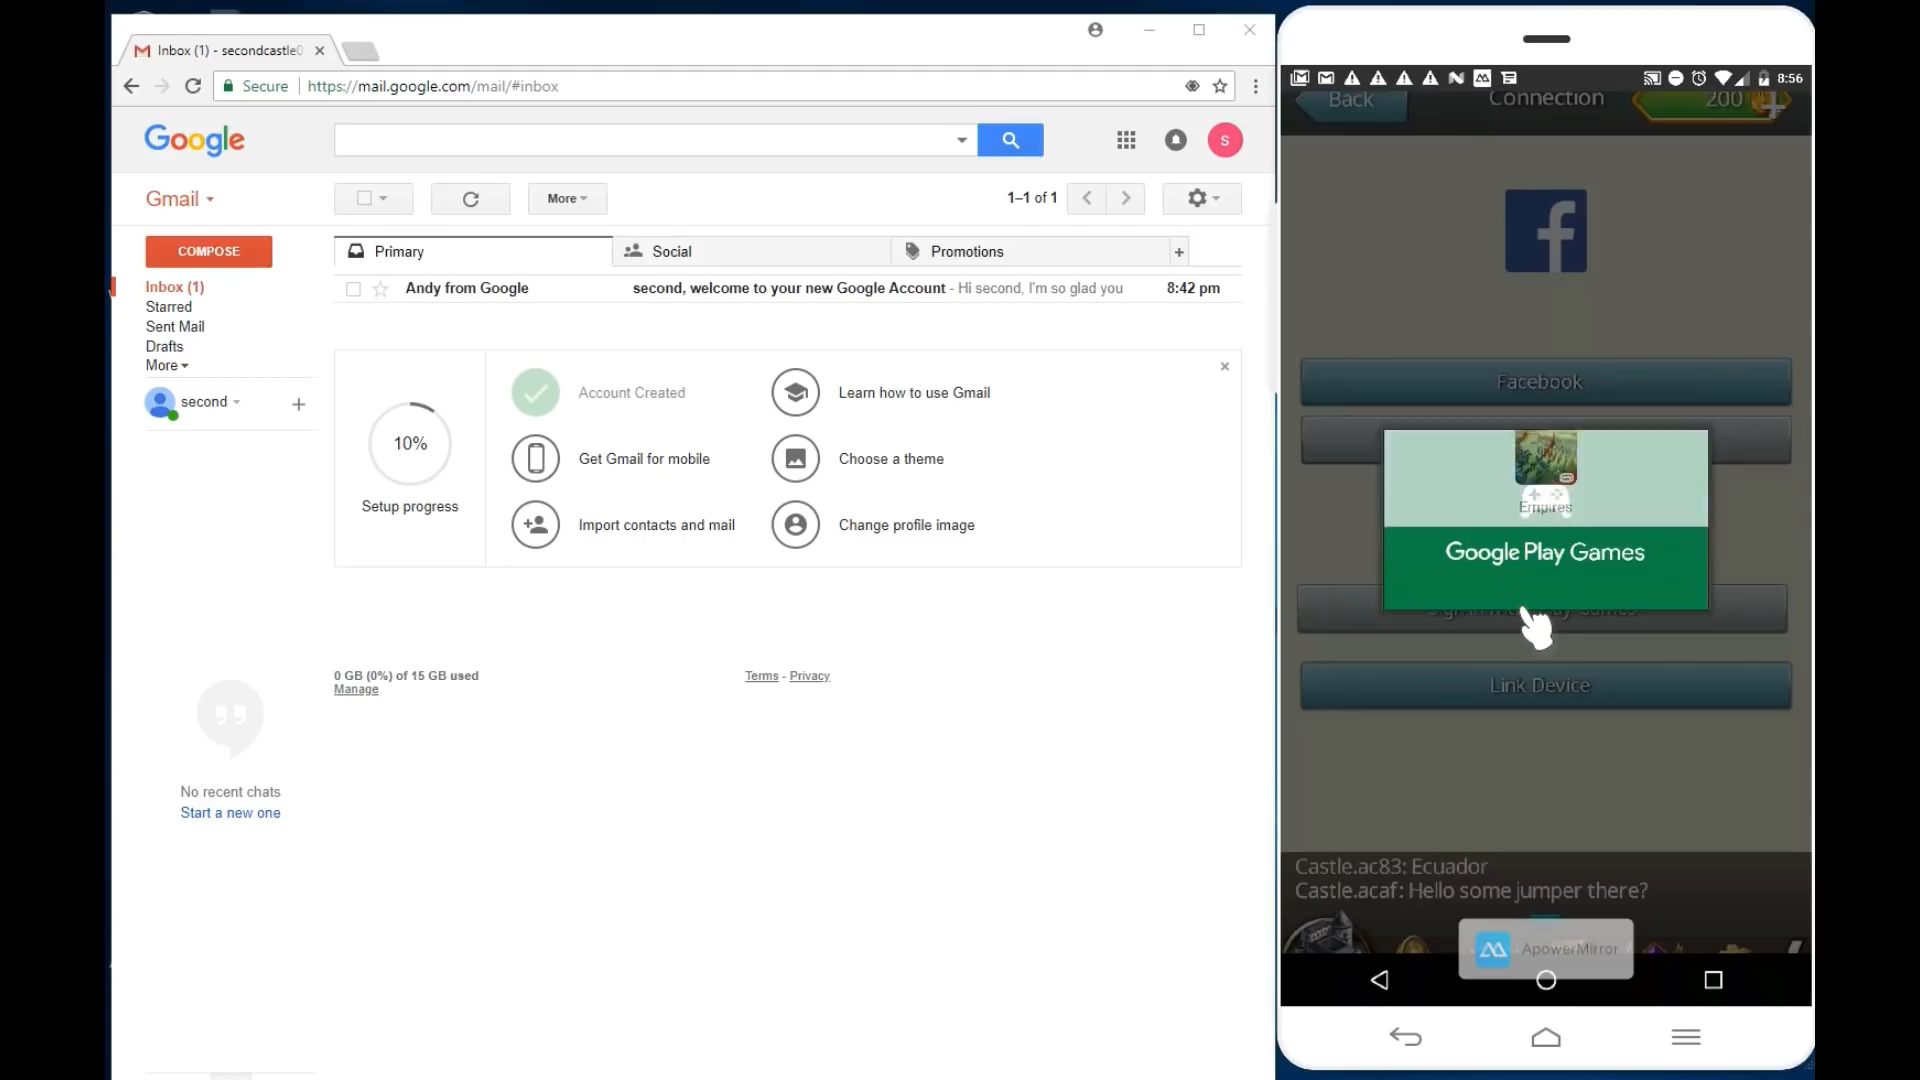 Inbox (1) - secondcastle
Secure
https://mail.google.com/mail/#inbox
Google
S
Gmail
More
1–1 of 1
COMPOSE
Primary
Social
Promotions
Inbox (1)
Starred
Sent Mail
Drafts
More
Andy from Google
second, welcome to your new Google Account - Hi second, I'm so glad you
8:42 pm
second
10%
Setup progress
Account Created
Learn how to use Gmail
Get Gmail for mobile
Choose a theme
Import contacts and mail
Change profile image
0 GB (0%) of 15 GB used
Manage
Terms - Privacy
No recent chats
Start a new one
8:56
Back
Connection
200
Facebook
Empires
Google Play Games
Link Device
Castle.ac83: Ecuador
Castle.acaf: Hello some jumper there?
ApowerMirror